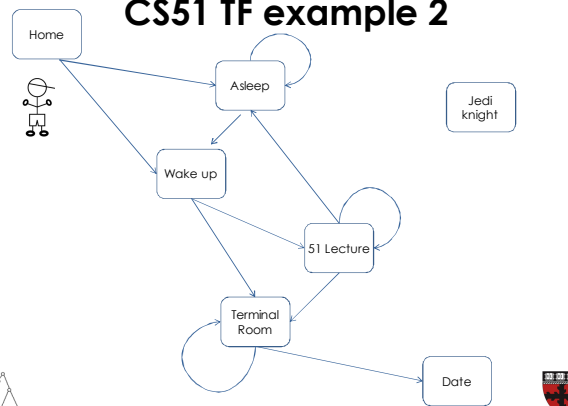 CS51 TF example 2
Home
Asleep
Jedi
knight
Wake up
51 Lecture
Terminal
Room
Date